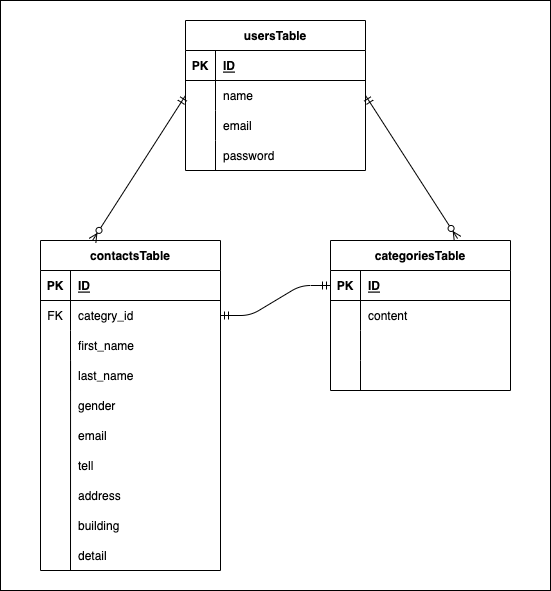 usersTable
PK ID
name
email
password
contactsTable
PK ID
FK categry_id
first_name
last_name
gender
email
tell
address
building
detail
categoriesTable
PK ID
content